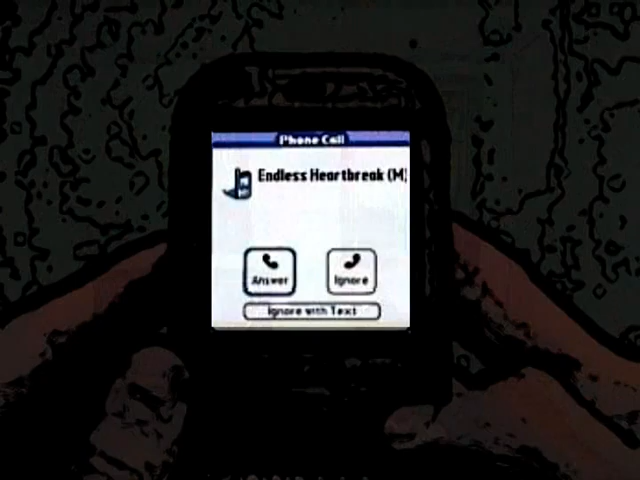 Phone Call
Endless Heartbreak (M)
Answer
Ignore
Ignore with Text